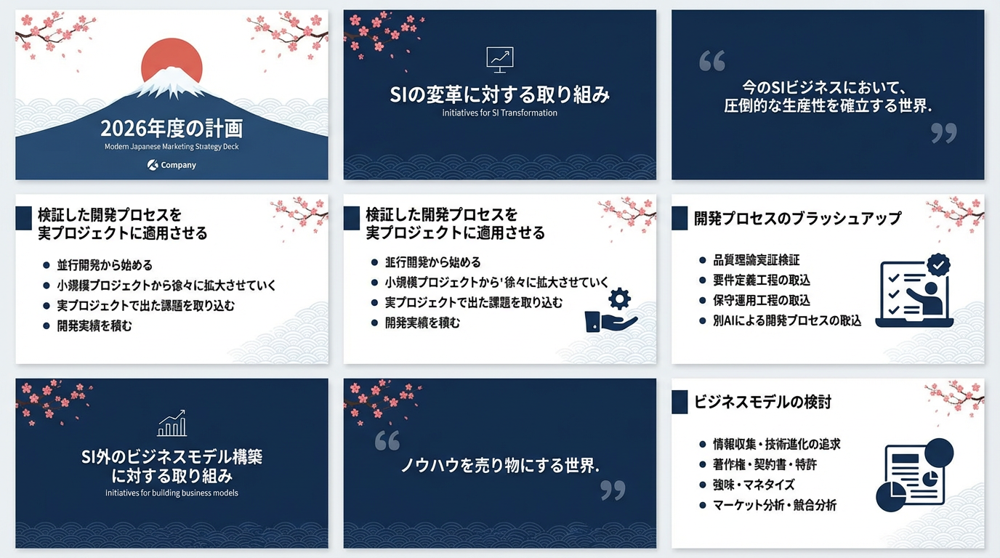 2026年度の計画
Modern Japanese Marketing Strategy Deck
Company
SIの変革に対する取り組み
Initiatives for SI Transformation
“
今のSIビジネスにおいて、
圧倒的な生産性を確立する世界.
”
検証した開発プロセスを
実プロジェクトに適用させる
● 並行開発から始める
● 小規模プロジェクトから徐々に拡大させていく
● 実プロジェクトで出た課題を取り込む
● 開発実績を積む
検証した開発プロセスを
実プロジェクトに適用させる
● 並行開発から始める
● 小規模プロジェクトから'徐々に拡大させていく
● 実プロジェクトで出た課題を取り込む
● 開発実績を積む
開発プロセスのブラッシュアップ
● 品質理論実証検証
● 要件定義工程の取込
● 保守運用工程の取込
● 別AIによる開発プロセスの取込
SI外のビジネスモデル構築
に対する取り組み
Initiatives for building business models
“
ノウハウを売り物にする世界.
”
ビジネスモデルの検討
● 情報収集・技術進化の追求
● 著作権・契約書・特許
● 強味・マネタイズ
● マーケット分析・競合分析